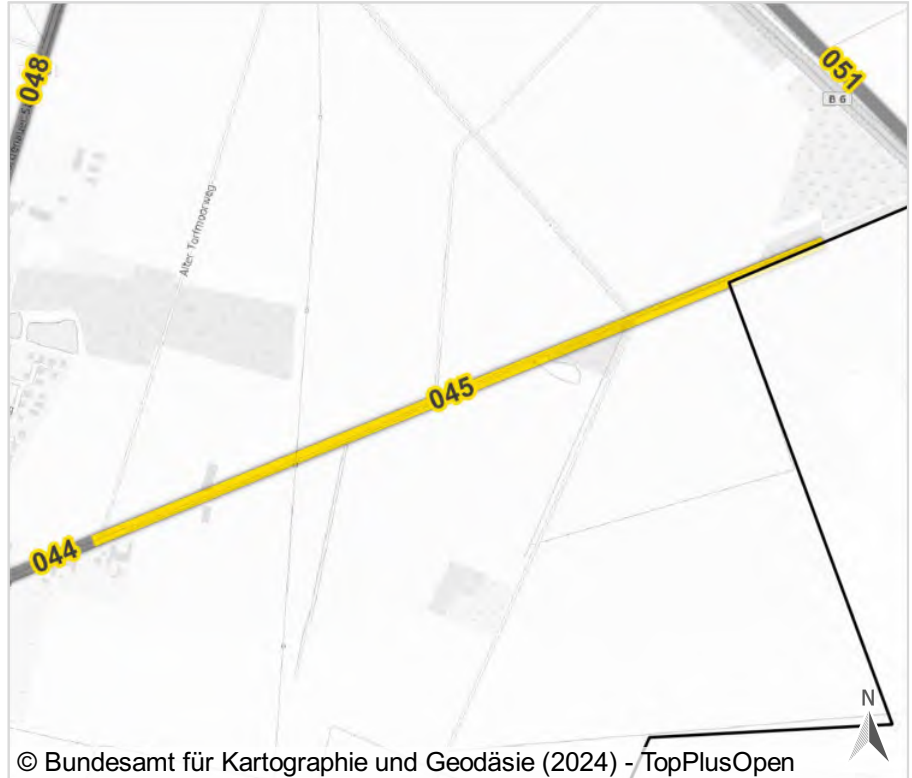 048
051
B 6
Alter Torfmoorweg
045
044
N
© Bundesamt für Kartographie und Geodäsie (2024) - TopPlusOpen